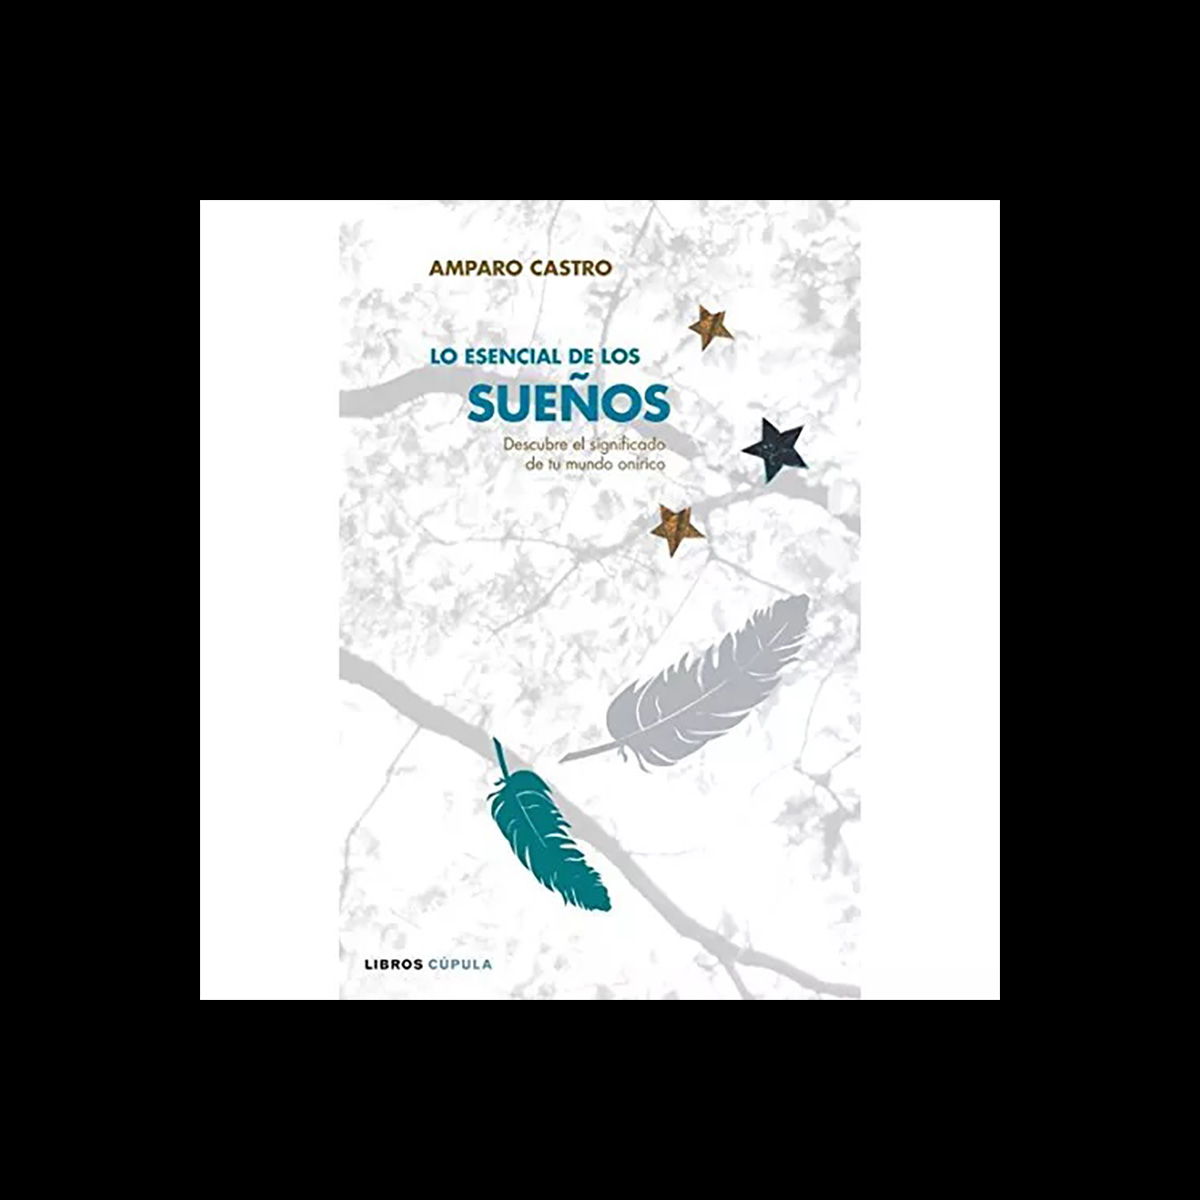 AMPARO CASTRO
LO ESENCIAL DE LOS
SUEÑOS
Descubre el significado
de tu mundo onírico
LIBROS CÚPULA